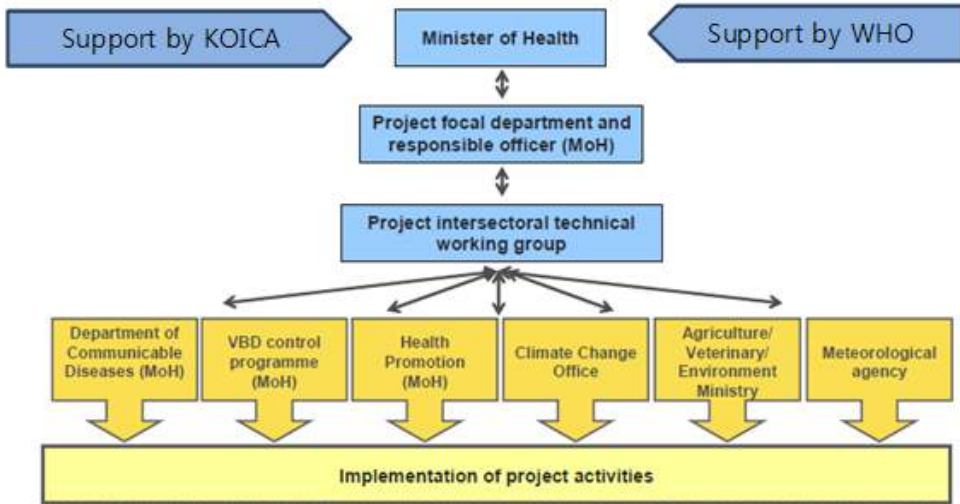 Support by KOICA
Minister of Health
Support by WHO
Project focal department and
responsible officer (MoH)
Project intersectoral technical
working group
Department of
Communicable
Diseases (MoH)
VBD control
programme
(MoH)
Health
Promotion
(MoH)
Climate Change
Office
Agriculture/
Veterinary/
Environment
Ministry
Meteorological
agency
Implementation of project activities